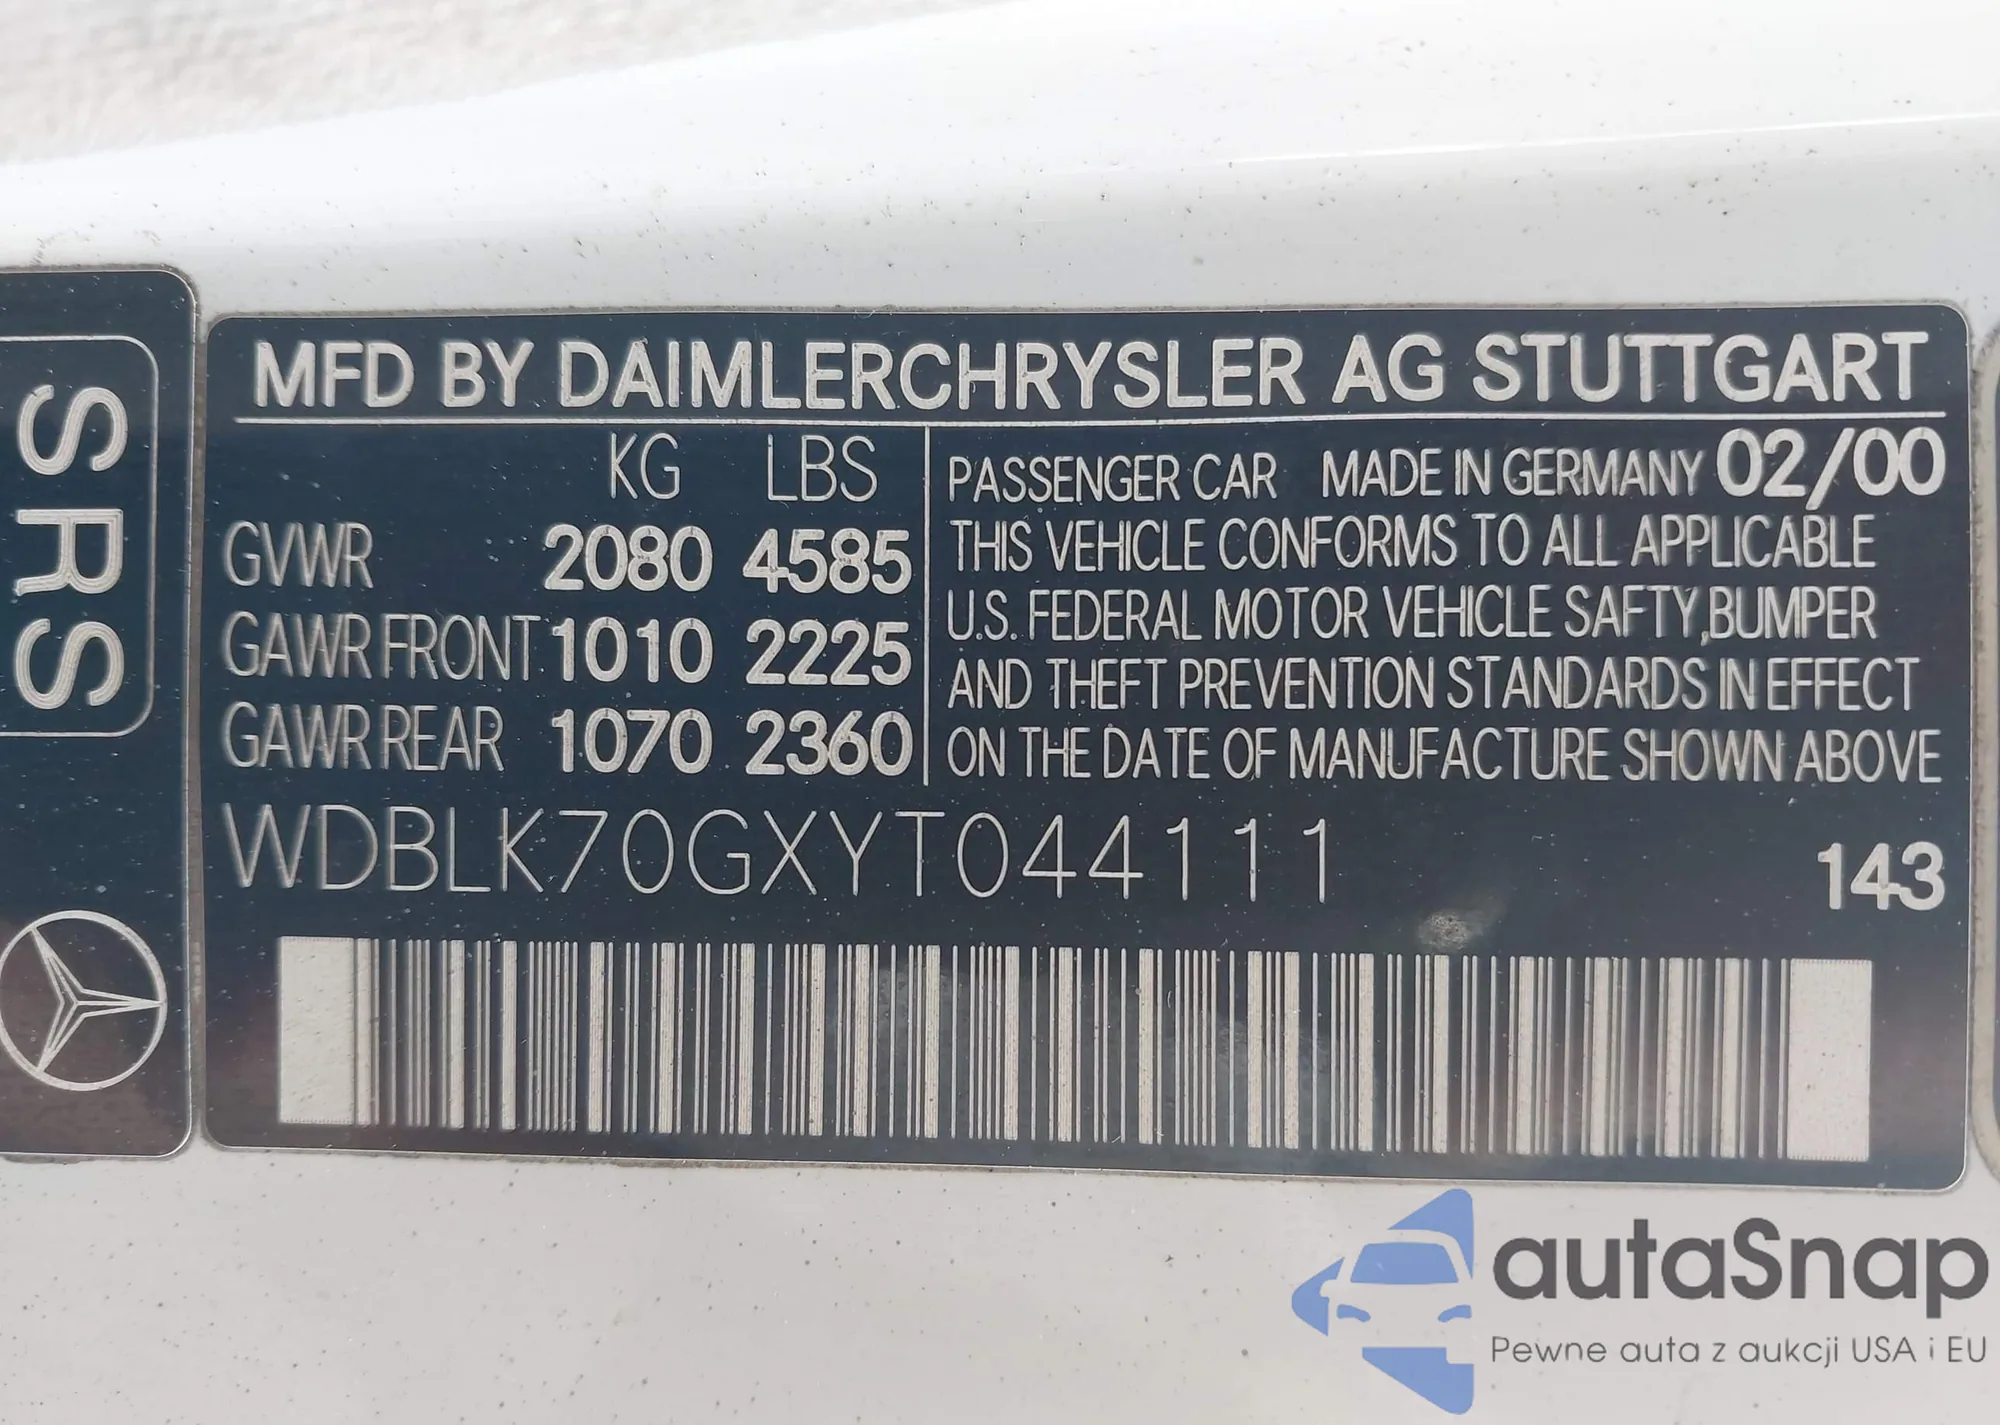 SRS
MFD BY DAIMLERCHRYSLER AG STUTTGART
KG LBS
GVWR 2080 4585
GAWR FRONT 1010 2225
GAWR REAR 1070 2360
PASSENGER CAR MADE IN GERMANY 02/00
THIS VEHICLE CONFORMS TO ALL APPLICABLE
U.S. FEDERAL MOTOR VEHICLE SAFTY, BUMPER
AND THEFT PREVENTION STANDARDS IN EFFECT
ON THE DATE OF MANUFACTURE SHOWN ABOVE
WDBLK70GXYT044111
143
autaSnap
Pewne auta z aukcji USA i EU